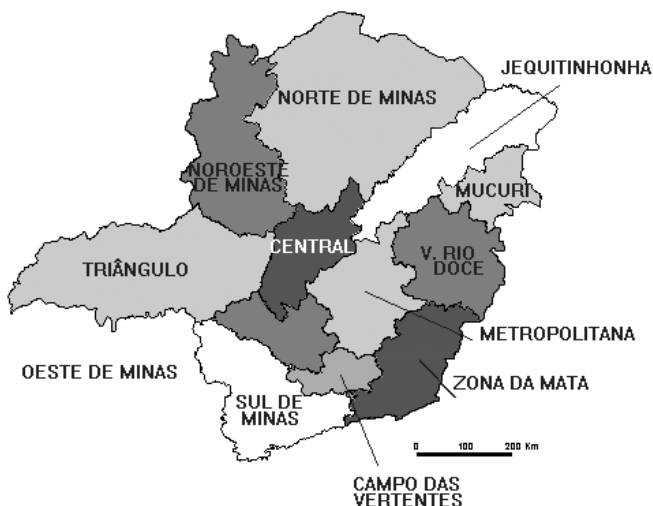 JEQUITINHONHA
NORTE DE MINAS
NOROESTE
DE MINAS
MUCURI
CENTRAL
V. RIO
DOCE
TRIÂNGULO
METROPOLITANA
OESTE DE MINAS
ZONA DA MATA
SUL DE
MINAS
0 100 200 Km
CAMPO DAS
VERTENTES